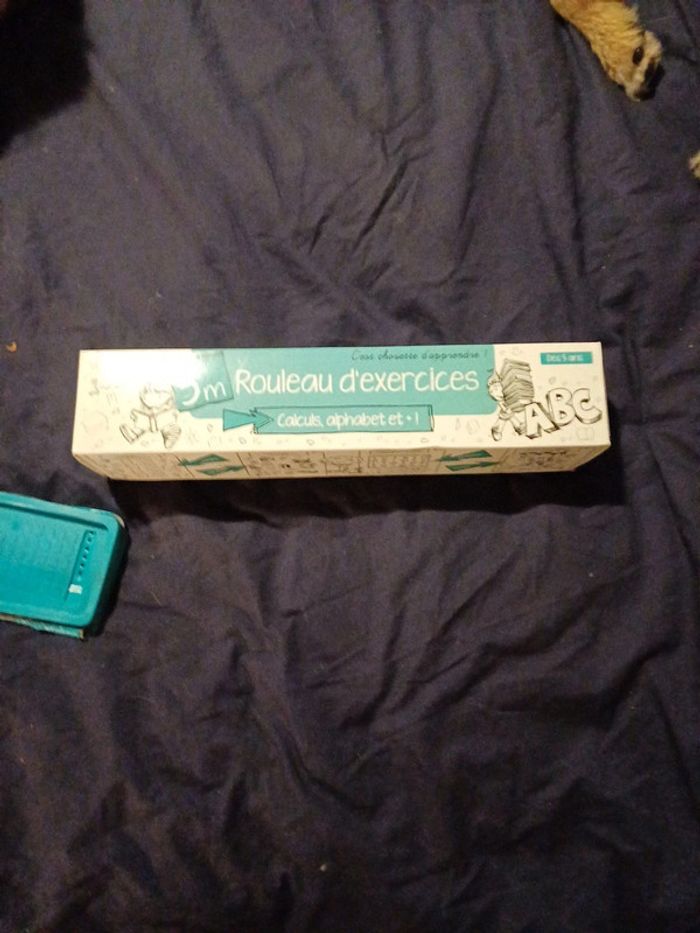 C'est chouette d'apprendre !
Dès 5 ans
5m Rouleau d'exercices
Calculs, alphabet et + !
ABC